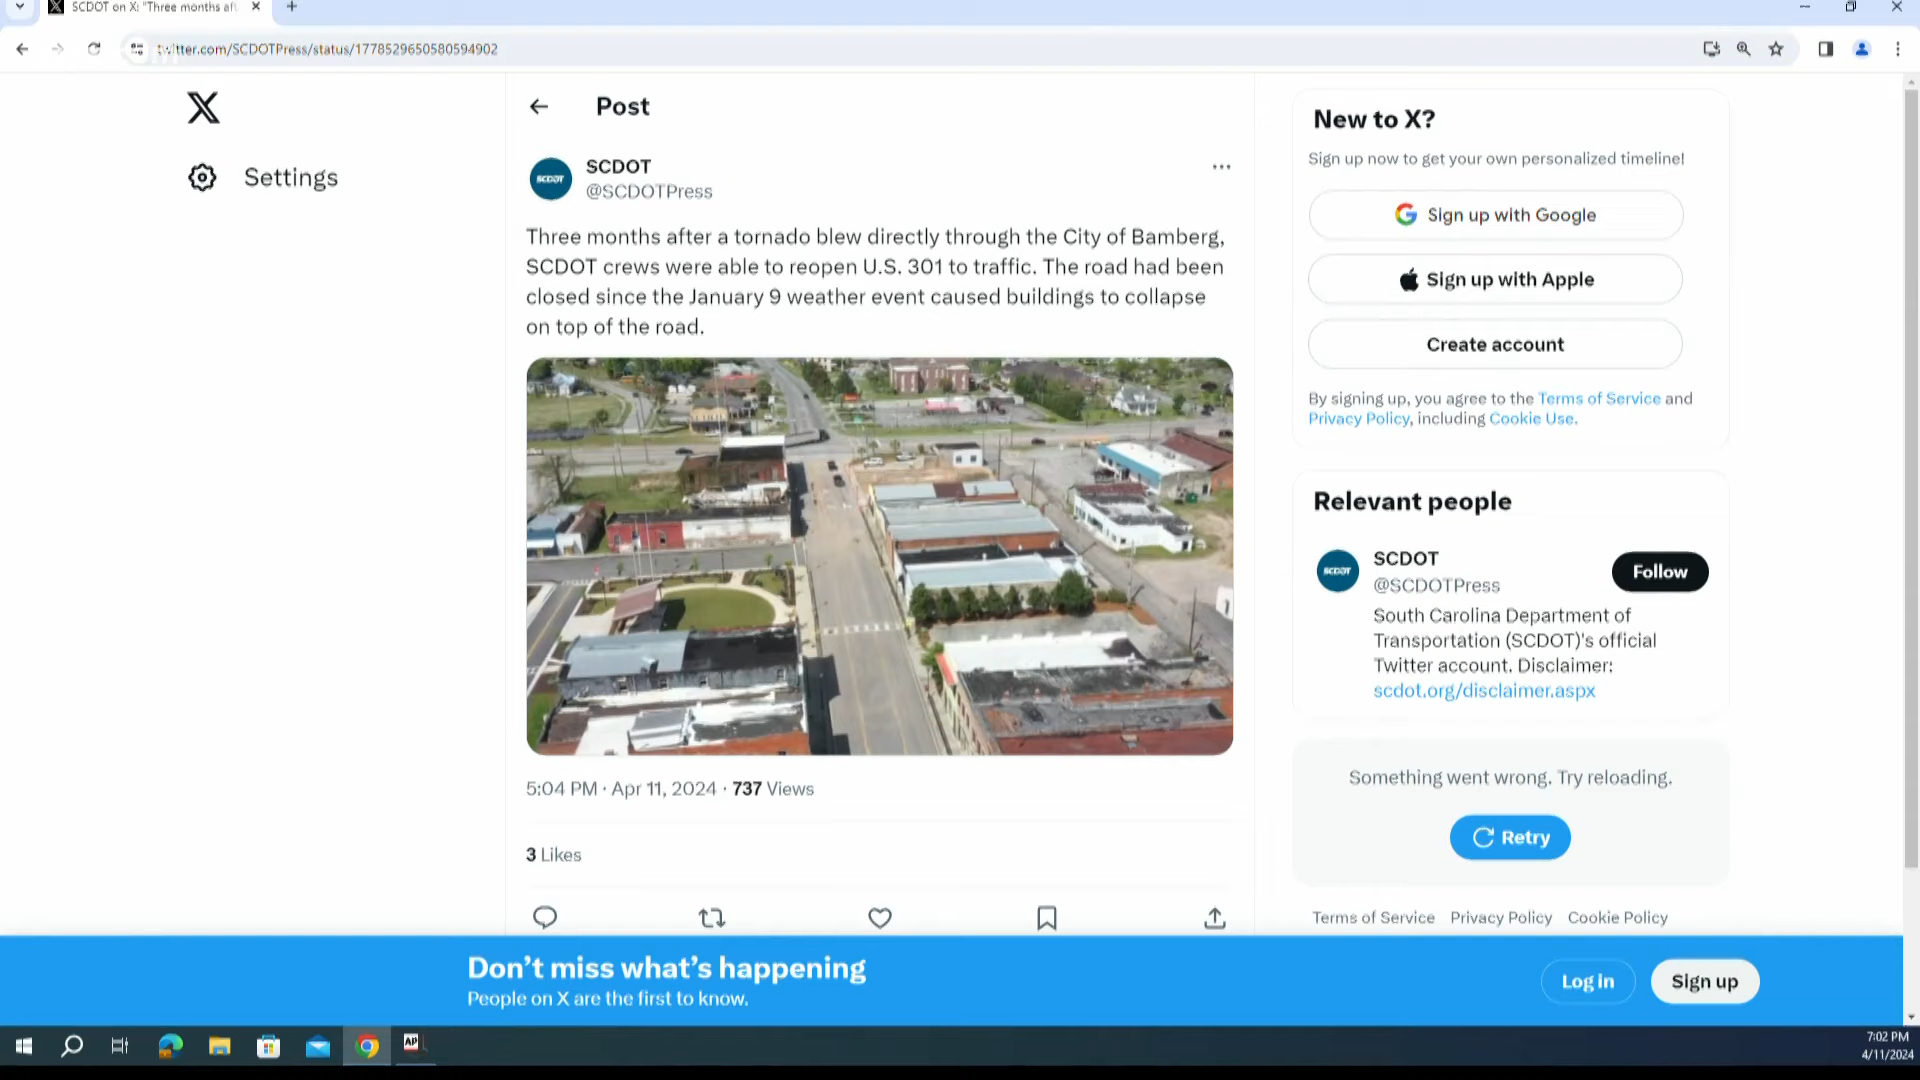 SCDOT on X: "Three months af
twitter.com/SCDOTPress/status/1778529650580594902
Post
Settings
SCDOT
SCDOT
@SCDOTPress
Three months after a tornado blew directly through the City of Bamberg,
SCDOT crews were able to reopen U.S. 301 to traffic. The road had been
closed since the January 9 weather event caused buildings to collapse
on top of the road.
5:04 PM · Apr 11, 2024 · 737 Views
3 Likes
New to X?
Sign up now to get your own personalized timeline!
Sign up with Google
Sign up with Apple
Create account
By signing up, you agree to the Terms of Service and
Privacy Policy, including Cookie Use.
Relevant people
SCDOT
SCDOT
@SCDOTPress
Follow
South Carolina Department of
Transportation (SCDOT)'s official
Twitter account. Disclaimer:
scdot.org/disclaimer.aspx
Something went wrong. Try reloading.
Retry
Terms of Service Privacy Policy Cookie Policy
Don't miss what's happening
People on X are the first to know.
Log in
Sign up
AP
7:02 PM
4/11/2024